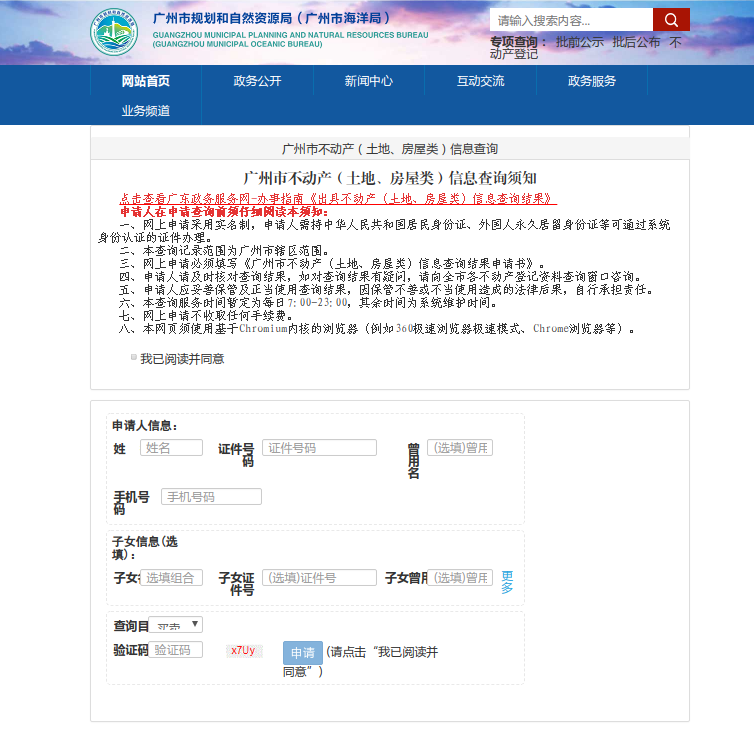 广州市规划和自然资源局（广州市海洋局）
GUANGZHOU MUNICIPAL PLANNING AND NATURAL RESOURCES BUREAU
(GUANGZHOU MUNICIPAL OCEANIC BUREAU)
请输入搜索内容...
专项查询： 批前公示 批后公布 不
动产登记
网站首页 政务公开 新闻中心 互动交流 政务服务
业务频道
广州市不动产（土地、房屋类）信息查询
广州市不动产（土地、房屋类）信息查询须知
点击查看广东政务服务网-办事指南《出具不动产（土地、房屋类）信息查询结果》
申请人在申请查询前须仔细阅读本须知：
一、网上申请采用实名制，申请人需持中华人民共和国居民身份证、外国人永久居留身份证等可通过系统
身份认证的证件办理。
二、本查询记录范围为广州市辖区范围。
三、网上申请必须填写《广州市不动产（土地、房屋类）信息查询结果申请书》。
四、申请人请及时核对查询结果，如对查询结果有疑问，请向全市各不动产登记资料查询窗口咨询。
五、申请人应妥善保管及正当使用查询结果，因保管不善或不当使用造成的法律后果，自行承担责任。
六、本查询服务时间暂定为每日7:00-23:00，其余时间为系统维护时间。
七、网上申请不收取任何手续费。
八、本网页须使用基于Chromium内核的浏览器（例如360极速浏览器极速模式、Chrome浏览器等）。
我已阅读并同意
申请人信息：
姓 姓名 证件号
码 证件号码 曾
用
名 (选填)曾用
手机号
码 手机号码
子女信息(选
填)：
子女 选填组合 子女证
件号 (选填)证件号 子女曾用 (选填)曾用 更
多
查询目 买卖
验证码 验证码 x7Uy 申请 (请点击“我已阅读并
同意”)